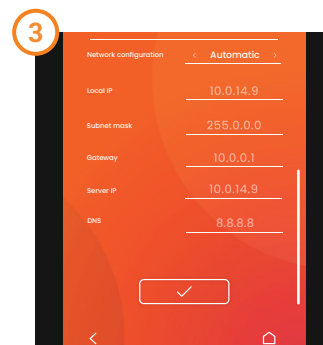 3
Network configuration < Automatic >
Local IP 10.0.14.9
Subnet mask 255.0.0.0
Gateway 10.0.0.1
Server IP 10.0.14.9
DNS 8.8.8.8